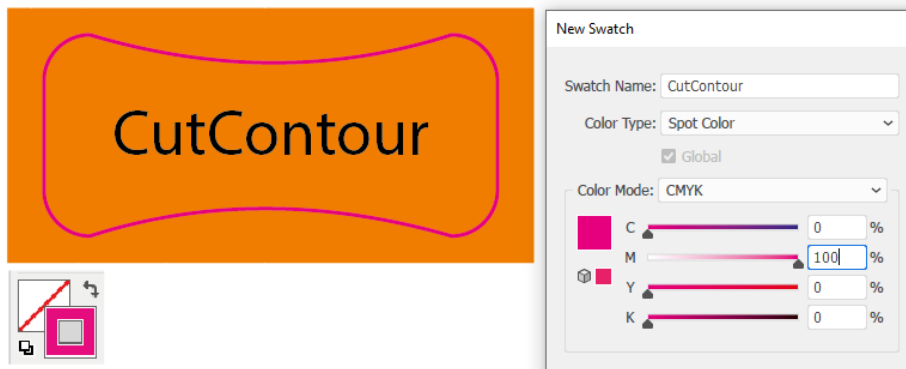 CutContour
New Swatch
Swatch Name: CutContour
Color Type: Spot Color
Global
Color Mode: CMYK
C 0 %
M 100 %
Y 0 %
K 0 %